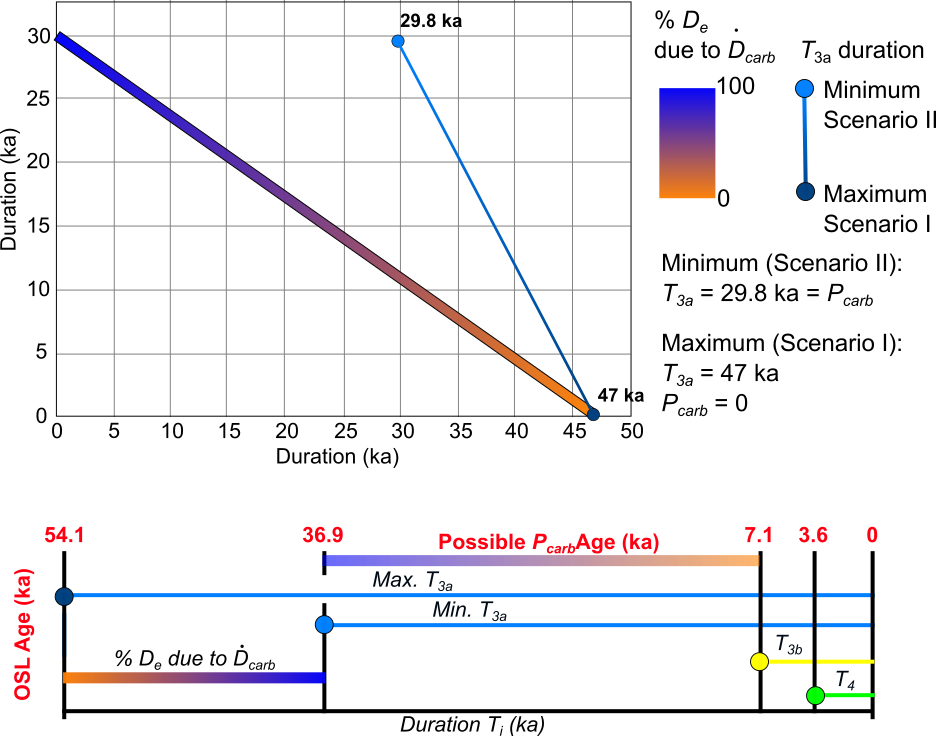 29.8 ka
30
25
20
15
10
5
0
Duration (ka)
47 ka
0 5 10 15 20 25 30 35 40 45 50
Duration (ka)
% De
due to Ḋcarb
100
0
T3a duration
Minimum
Scenario II
Maximum
Scenario I
Minimum (Scenario II):
T3a = 29.8 ka = Pcarb
Maximum (Scenario I):
T3a = 47 ka
Pcarb = 0
54.1 36.9 7.1 3.6 0
Possible PcarbAge (ka)
Max. T3a
Min. T3a
T3b
% De due to Ḋcarb
T4
OSL Age (ka)
Duration Ti (ka)